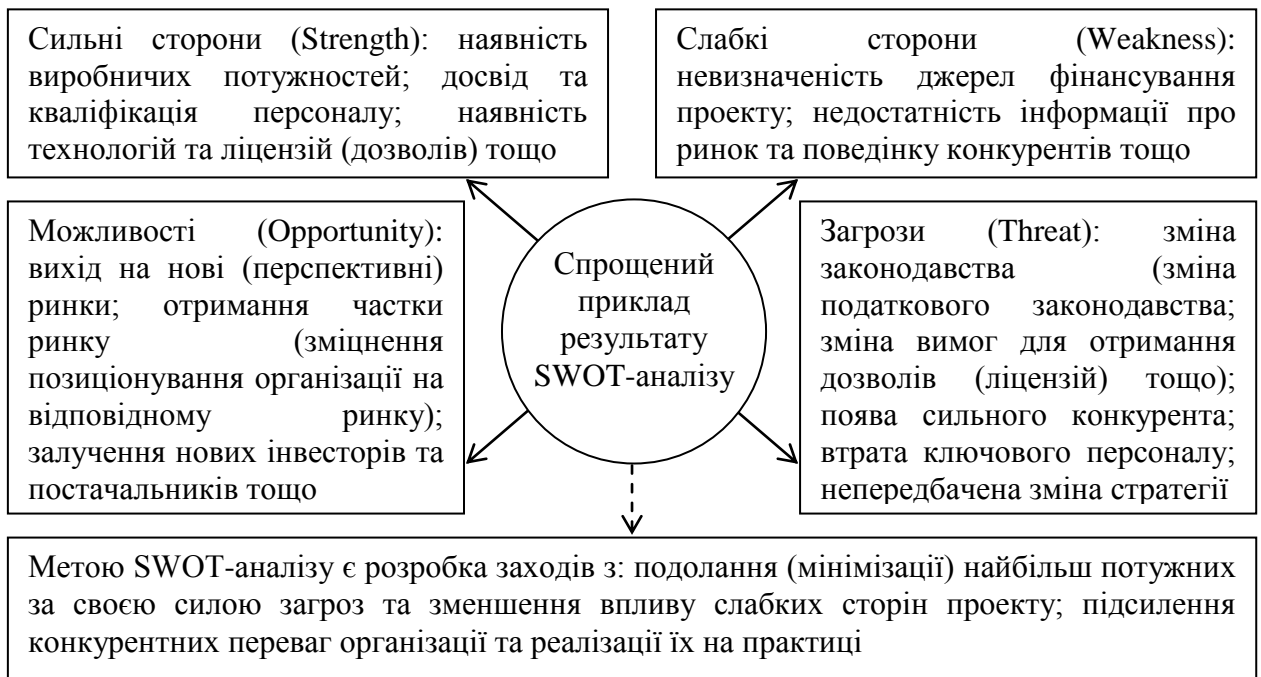 Сильні сторони (Strength): наявність
виробничих потужностей; досвід та
кваліфікація персоналу; наявність
технологій та ліцензій (дозволів) тощо
Слабкі сторони (Weakness):
невизначеність джерел фінансування
проекту; недостатність інформації про
ринок та поведінку конкурентів тощо
Можливості (Opportunity):
вихід на нові (перспективні)
ринки; отримання частки
ринку (зміцнення
позиціонування організації на
відповідному ринку);
залучення нових інвесторів та
постачальників тощо
Спрощений
приклад
результату
SWOT-аналізу
Загрози (Threat): зміна
законодавства (зміна
податкового законодавства;
зміна вимог для отримання
дозволів (ліцензій) тощо);
поява сильного конкурента;
втрата ключового персоналу;
непередбачена зміна стратегії
Метою SWOT-аналізу є розробка заходів з: подолання (мінімізації) найбільш потужних
за своєю силою загроз та зменшення впливу слабких сторін проекту; підсилення
конкурентних переваг організації та реалізації їх на практиці